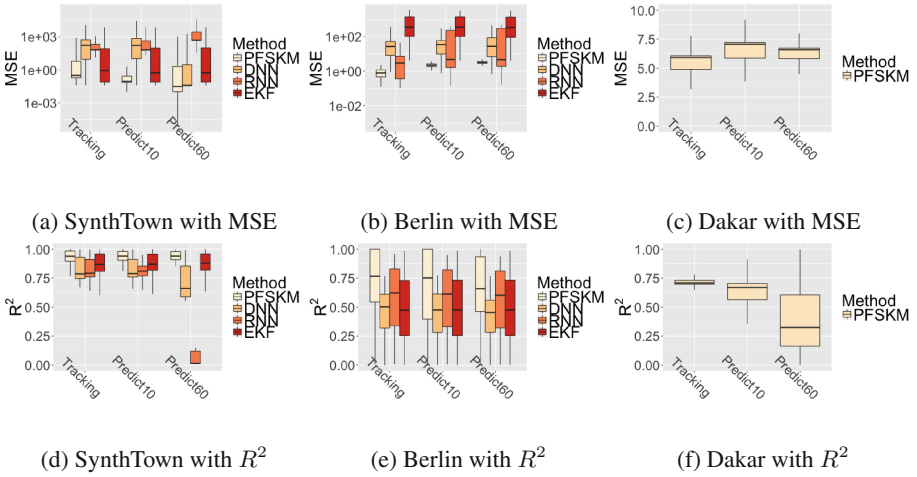 MSE
1e+03
1e+00
1e-03
Tracking
Predict10
Predict60
Method
PFSKM
DNN
RNN
EKF
(a) SynthTown with MSE
MSE
1e+02
1e+00
1e-02
Tracking
Predict10
Predict60
Method
PFSKM
DNN
RNN
EKF
(b) Berlin with MSE
MSE
10.0
7.5
5.0
2.5
0.0
Tracking
Predict10
Predict60
Method
PFSKM
(c) Dakar with MSE
R²
1.00
0.75
0.50
0.25
0.00
Tracking
Predict10
Predict60
Method
PFSKM
DNN
RNN
EKF
(d) SynthTown with R²
R²
1.00
0.75
0.50
0.25
0.00
Tracking
Predict10
Predict60
Method
PFSKM
DNN
RNN
EKF
(e) Berlin with R²
R²
1.00
0.75
0.50
0.25
0.00
Tracking
Predict10
Predict60
Method
PFSKM
(f) Dakar with R²